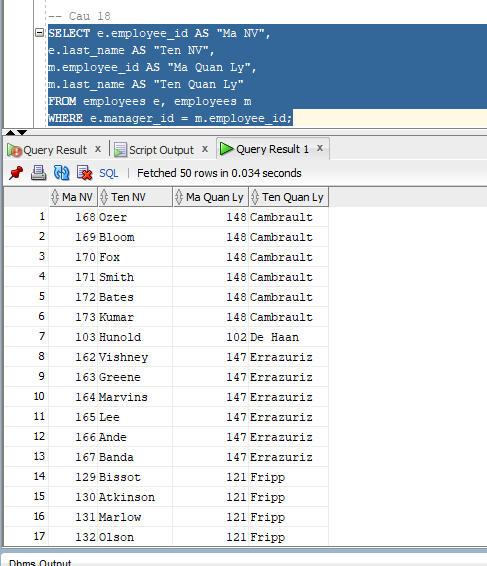 -- Cau 18
SELECT e.employee_id AS "Ma NV",
e.last_name AS "Ten NV",
m.employee_id AS "Ma Quan Ly",
m.last_name AS "Ten Quan Ly"
FROM employees e, employees m
WHERE e.manager_id = m.employee_id;
Query Result x Script Output x Query Result 1 x
SQL | Fetched 50 rows in 0.034 seconds
Ma NV Ten NV Ma Quan Ly Ten Quan Ly
1 168 Ozer 148 Cambrault
2 169 Bloom 148 Cambrault
3 170 Fox 148 Cambrault
4 171 Smith 148 Cambrault
5 172 Bates 148 Cambrault
6 173 Kumar 148 Cambrault
7 103 Hunold 102 De Haan
8 162 Vishney 147 Errazuriz
9 163 Greene 147 Errazuriz
10 164 Marvins 147 Errazuriz
11 165 Lee 147 Errazuriz
12 166 Ande 147 Errazuriz
13 167 Banda 147 Errazuriz
14 129 Bissot 121 Fripp
15 130 Atkinson 121 Fripp
16 131 Marlow 121 Fripp
17 132 Olson 121 Fripp
Dbms Output